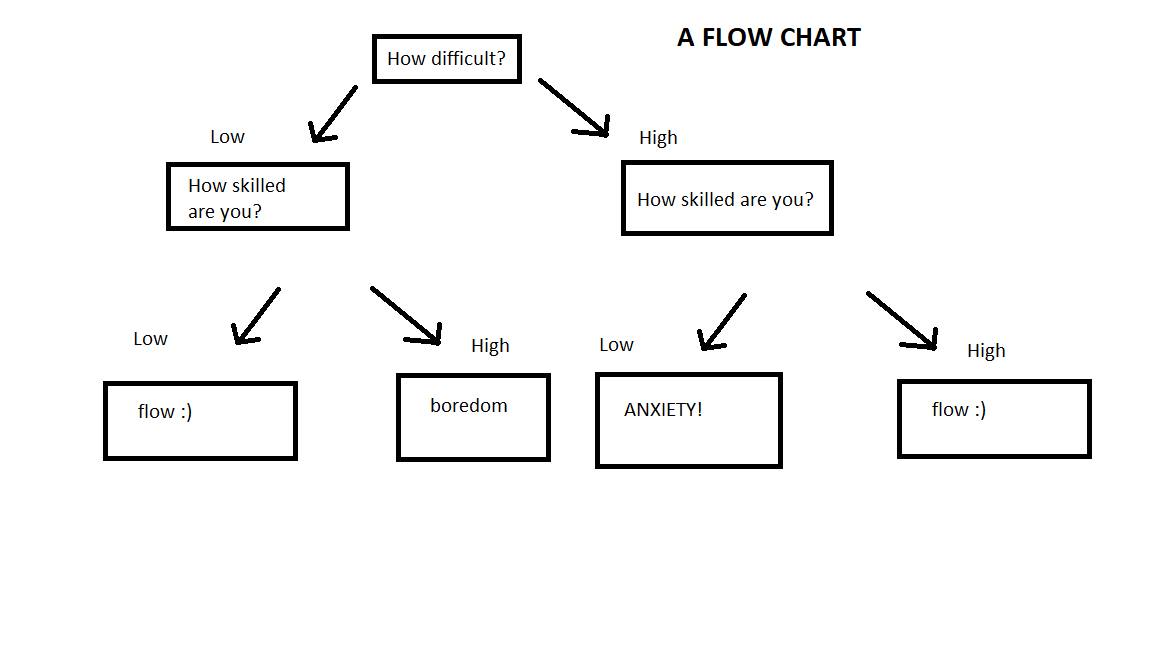 A FLOW CHART
How difficult?
Low
High
How skilled
are you?
How skilled are you?
Low
High
Low
High
flow :)
boredom
ANXIETY!
flow :)